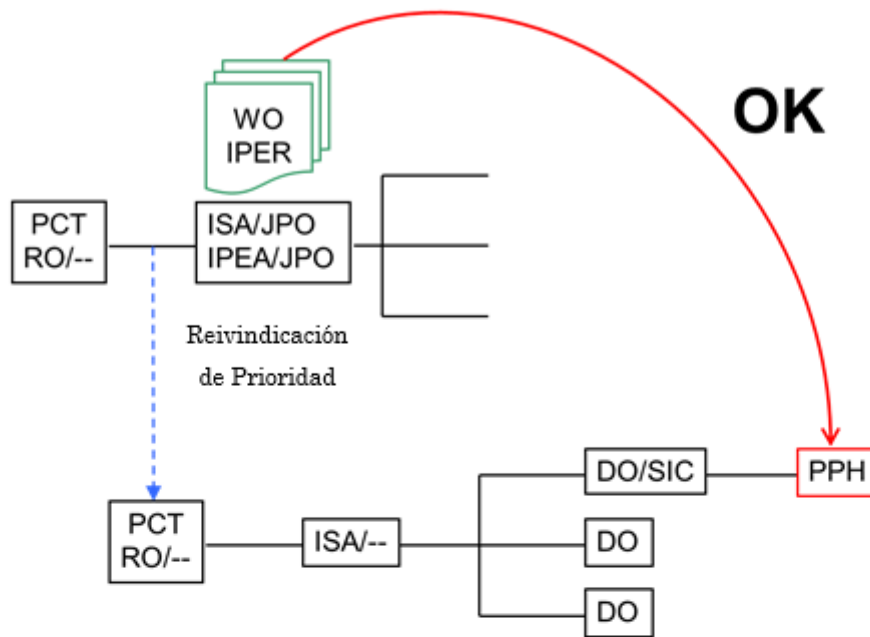 OK
WO
IPER
PCT
RO/--
ISA/JPO
IPEA/JPO
Reivindicación
de Prioridad
DO/SIC
PPH
PCT
RO/--
ISA/--
DO
DO